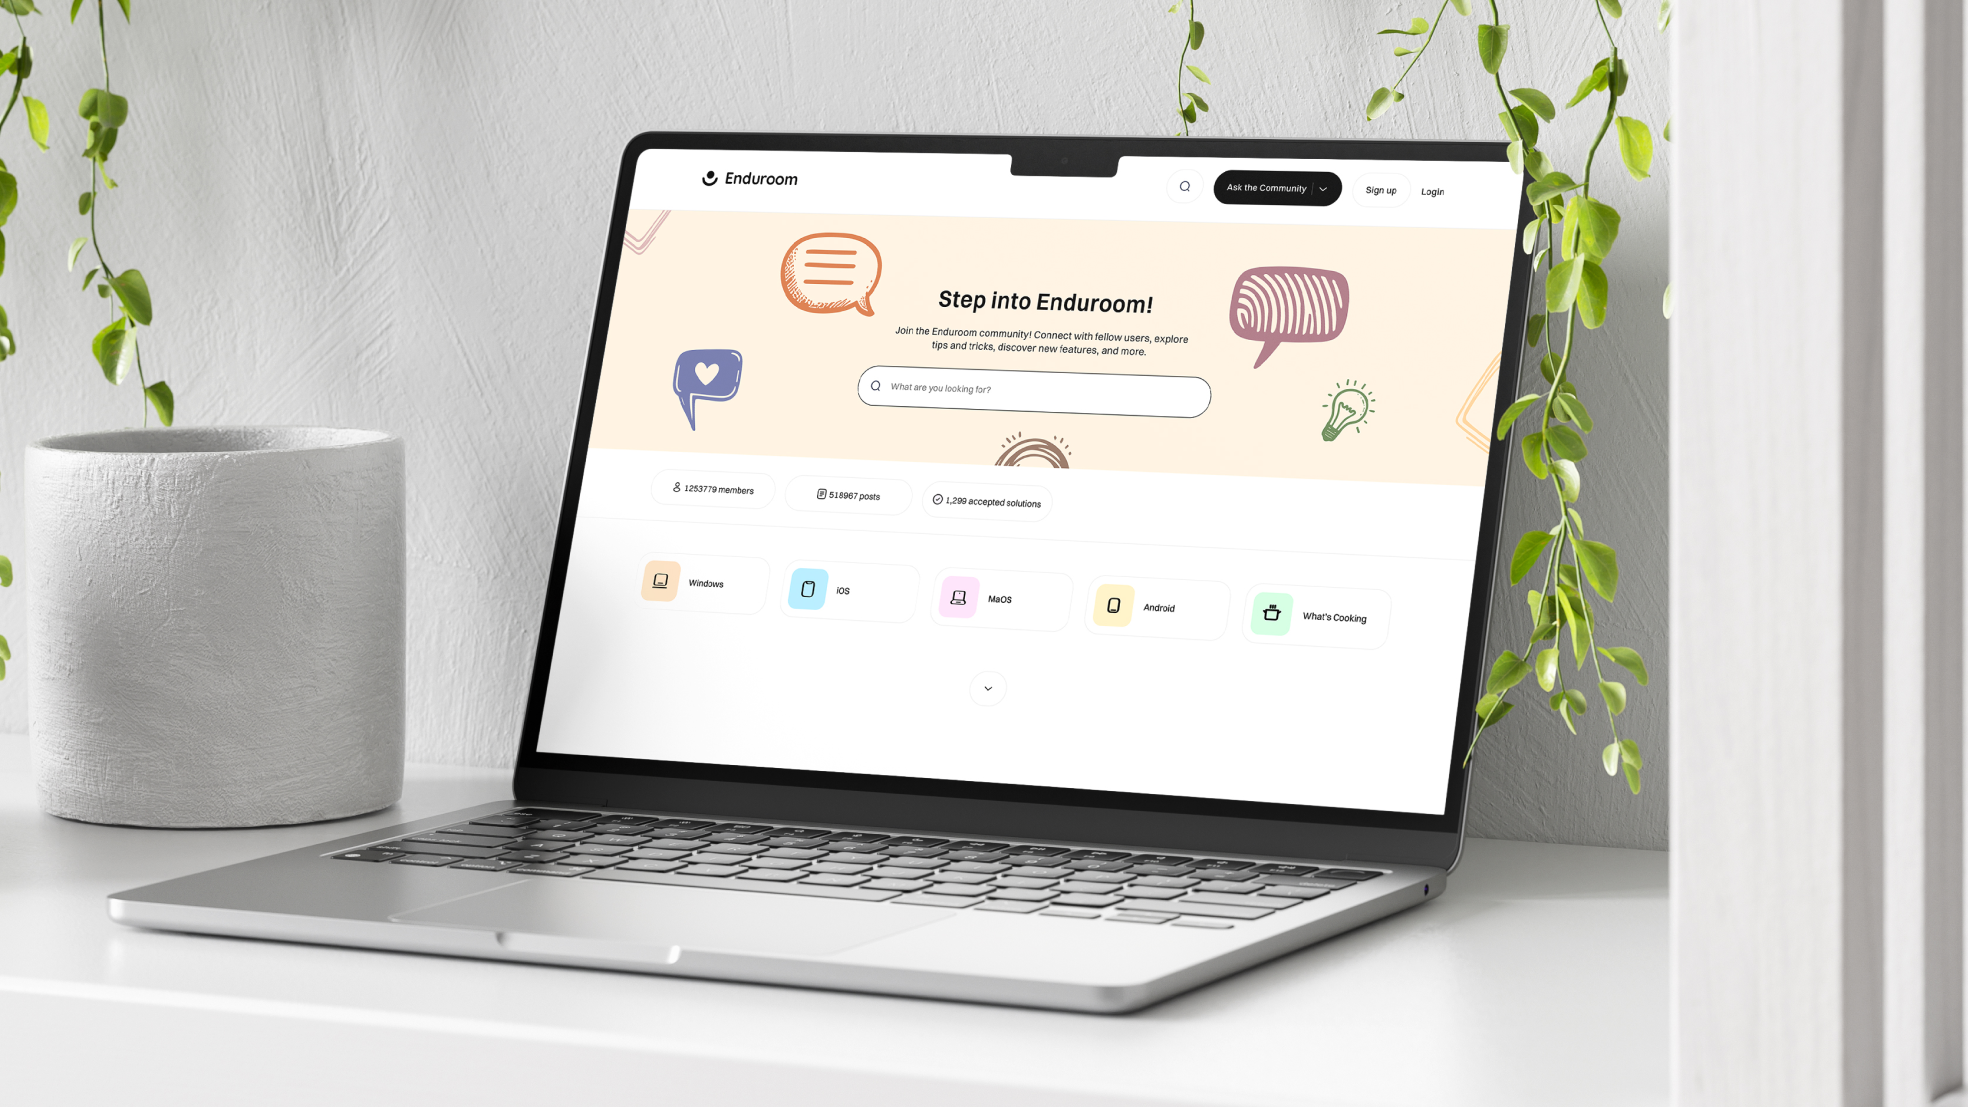 Enduroom
Ask the Community
Sign up
Login
Step into Enduroom!
Join the Enduroom community! Connect with fellow users, explore
tips and tricks, discover new features, and more.
What are you looking for?
1253779 members
518967 posts
1,299 accepted solutions
Windows
iOS
MaOS
Android
What's Cooking